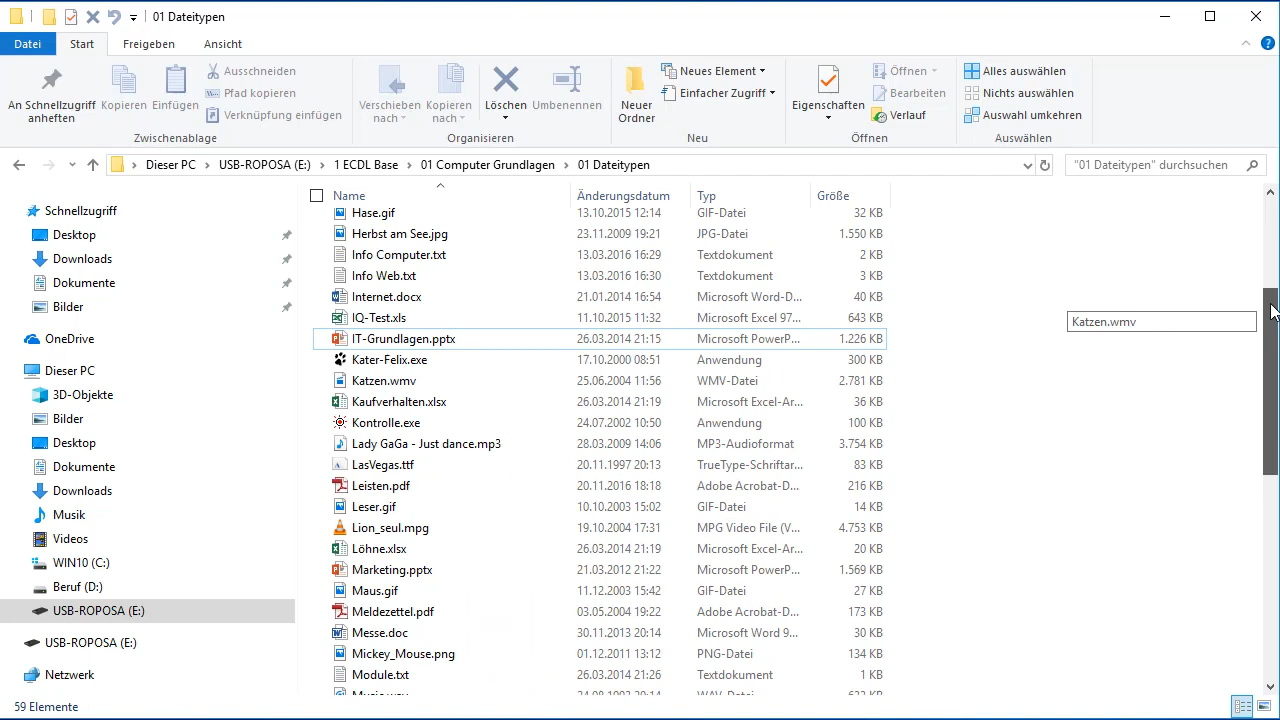 01 Dateitypen
Datei Start Freigeben Ansicht
An Schnellzugriff anheften
Kopieren
Einfügen
Ausschneiden
Pfad kopieren
Verknüpfung einfügen
Zwischenablage
Verschieben nach
Kopieren nach
Löschen
Umbenennen
Organisieren
Neuer Ordner
Neues Element
Einfacher Zugriff
Neu
Eigenschaften
Öffnen
Bearbeiten
Verlauf
Öffnen
Alles auswählen
Nichts auswählen
Auswahl umkehren
Auswählen
Dieser PC USB-ROPOSA (E:) 1 ECDL Base 01 Computer Grundlagen 01 Dateitypen
"01 Dateitypen" durchsuchen
Schnellzugriff
Desktop
Downloads
Dokumente
Bilder
OneDrive
Dieser PC
3D-Objekte
Bilder
Desktop
Dokumente
Downloads
Musik
Videos
WIN10 (C:)
Beruf (D:)
USB-ROPOSA (E:)
USB-ROPOSA (E:)
Netzwerk
Name Änderungsdatum Typ Größe
Hase.gif 13.10.2015 12:14 GIF-Datei 32 KB
Herbst am See.jpg 23.11.2009 19:21 JPG-Datei 1.550 KB
Info Computer.txt 13.03.2016 16:29 Textdokument 2 KB
Info Web.txt 13.03.2016 16:30 Textdokument 3 KB
Internet.docx 21.01.2014 16:54 Microsoft Word-D... 40 KB
IQ-Test.xls 11.10.2015 11:32 Microsoft Excel 97... 643 KB
IT-Grundlagen.pptx 26.03.2014 21:15 Microsoft PowerP... 1.226 KB
Kater-Felix.exe 17.10.2000 08:51 Anwendung 300 KB
Katzen.wmv 25.06.2004 11:56 WMV-Datei 2.781 KB
Kaufverhalten.xlsx 26.03.2014 21:19 Microsoft Excel-Ar... 36 KB
Kontrolle.exe 24.07.2002 10:50 Anwendung 100 KB
Lady GaGa - Just dance.mp3 28.03.2009 14:06 MP3-Audioformat 3.754 KB
LasVegas.ttf 20.11.1997 20:13 TrueType-Schriftar... 83 KB
Leisten.pdf 20.11.2016 18:18 Adobe Acrobat-D... 216 KB
Leser.gif 10.10.2003 15:02 GIF-Datei 14 KB
Lion_seul.mpg 19.10.2004 17:31 MPG Video File (V... 4.753 KB
Löhne.xlsx 26.03.2014 21:19 Microsoft Excel-Ar... 20 KB
Marketing.pptx 21.03.2012 21:22 Microsoft PowerP... 1.569 KB
Maus.gif 11.12.2003 15:42 GIF-Datei 27 KB
Meldezettel.pdf 03.05.2004 19:22 Adobe Acrobat-D... 173 KB
Messe.doc 30.11.2013 20:14 Microsoft Word 9... 30 KB
Mickey_Mouse.png 01.12.2011 13:12 PNG-Datei 134 KB
Module.txt 26.03.2014 21:26 Textdokument 1 KB
Katzen.wmv
59 Elemente